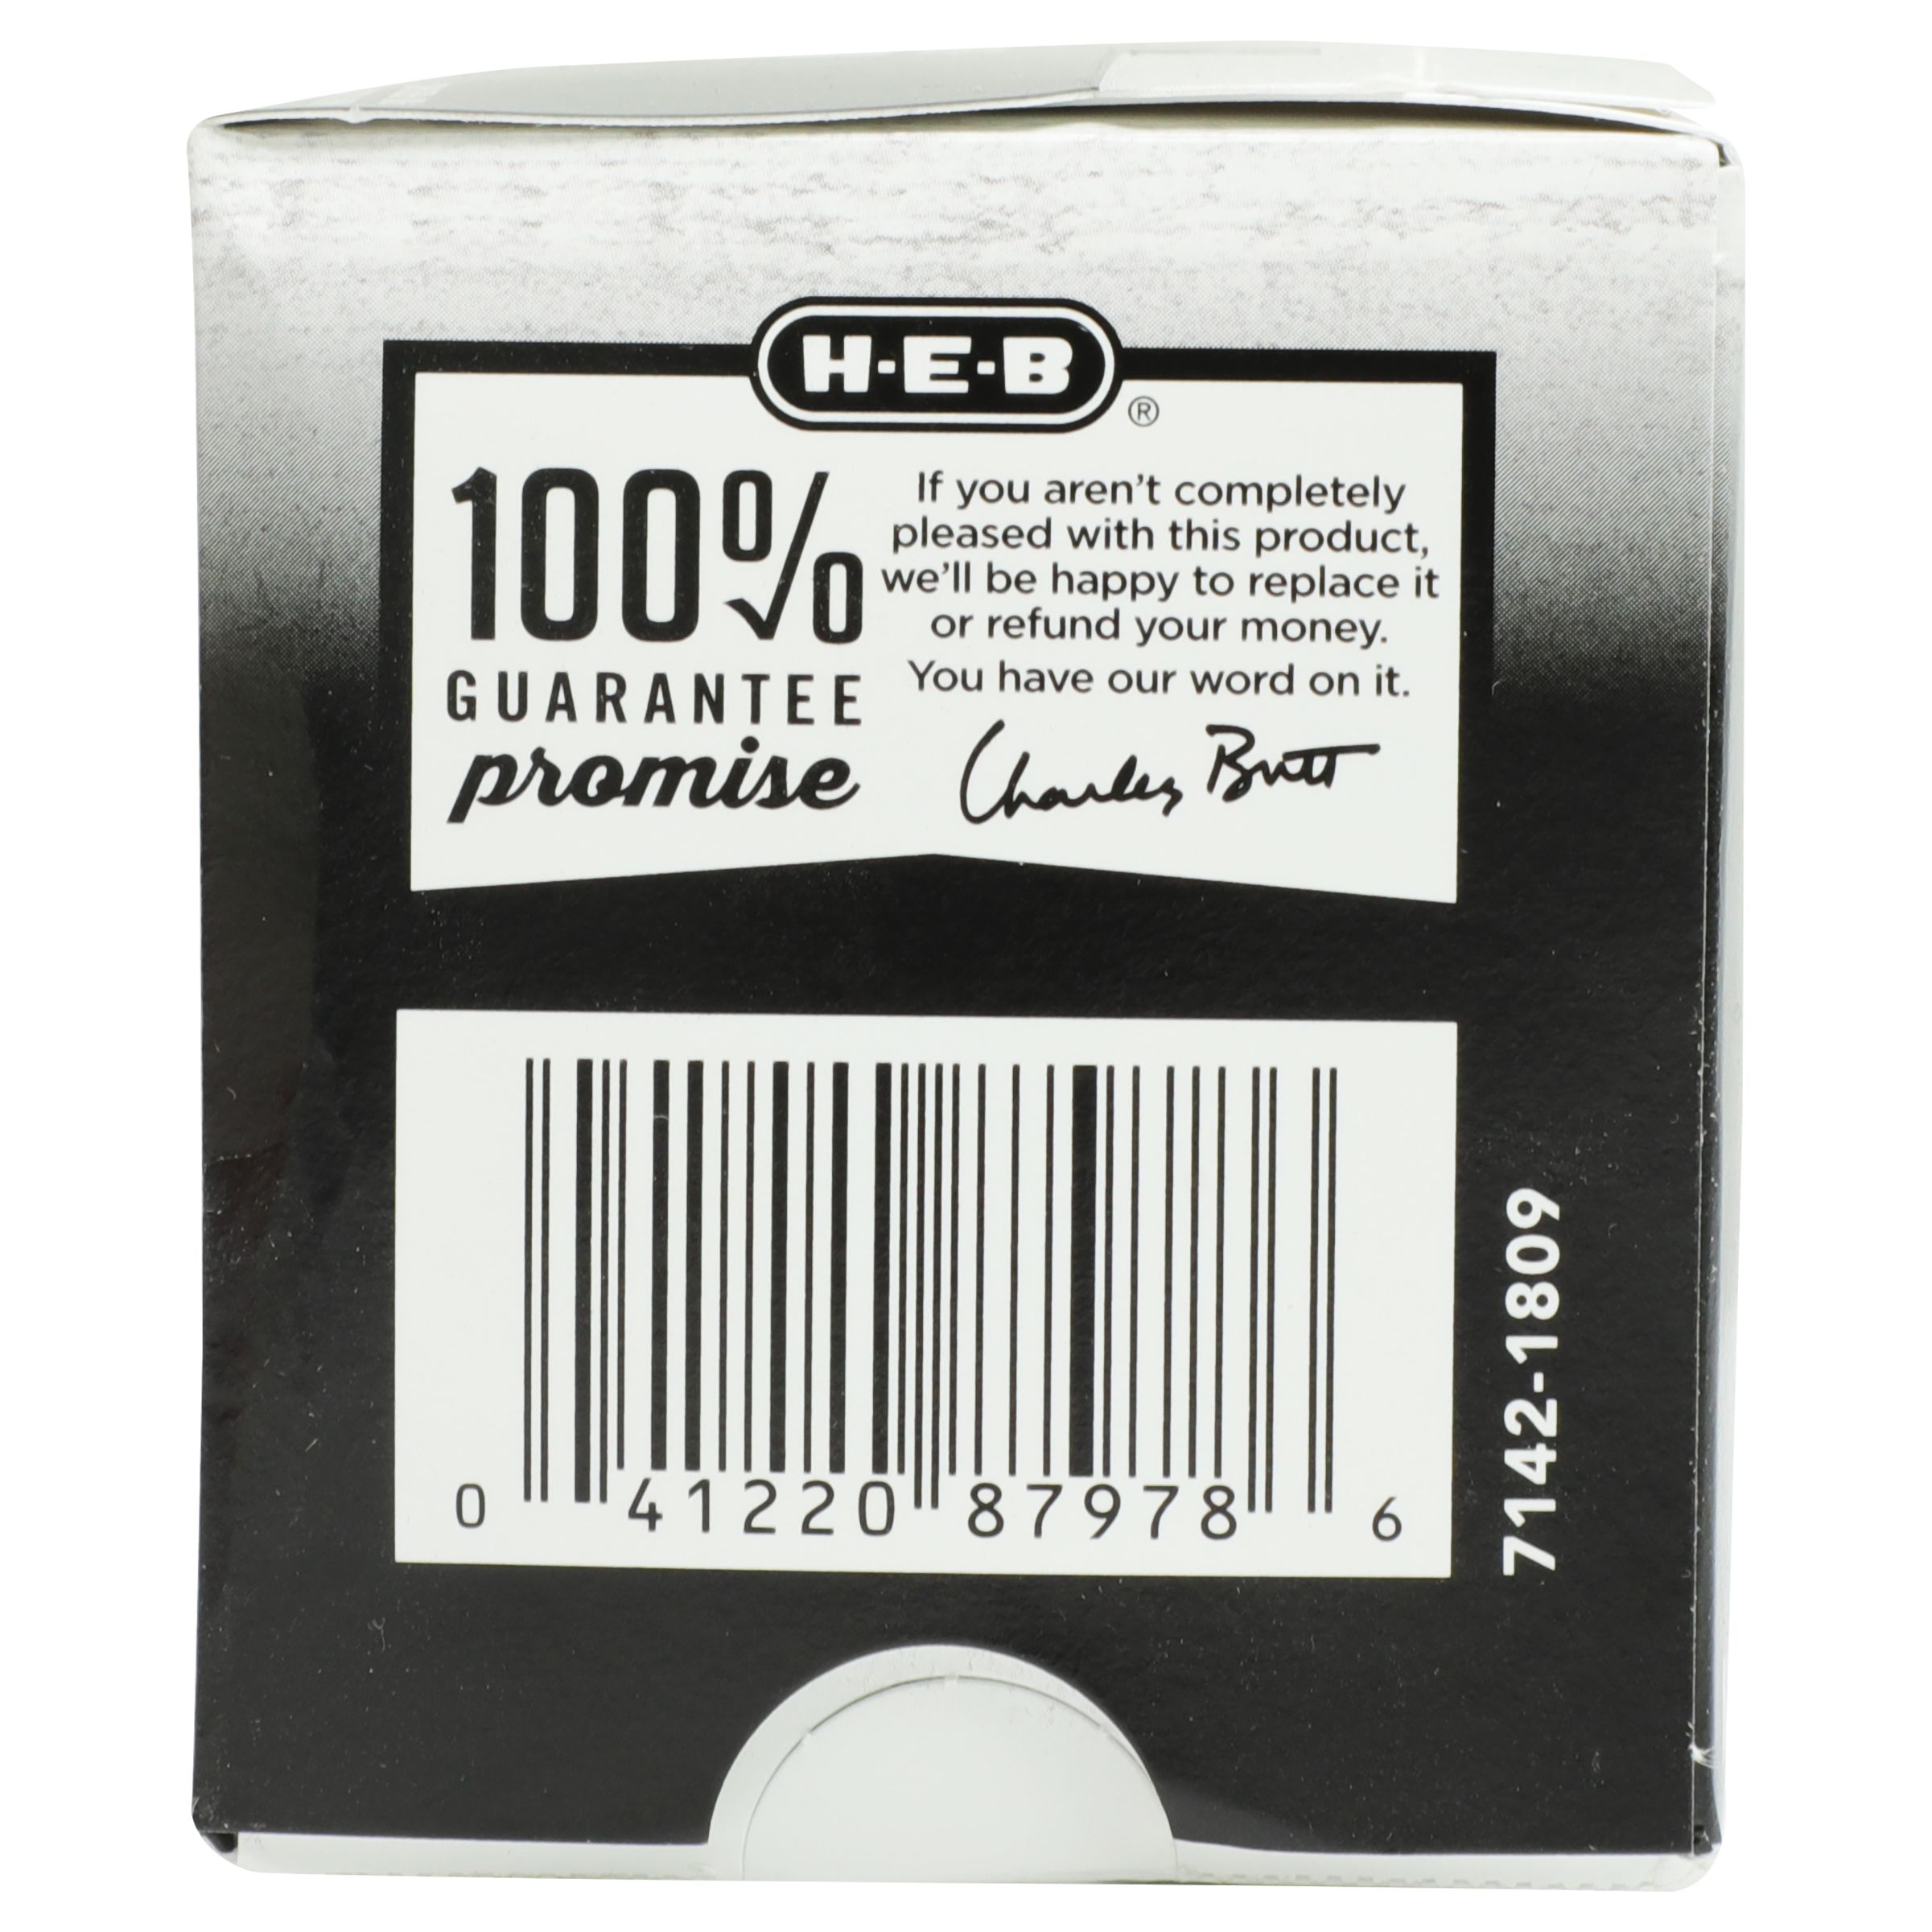 H-E-B®
100%
GUARANTEE
promise
If you aren't completely
pleased with this product,
we'll be happy to replace it
or refund your money.
You have our word on it.
Charles Butt
0 41220 87978 6
7142-1809